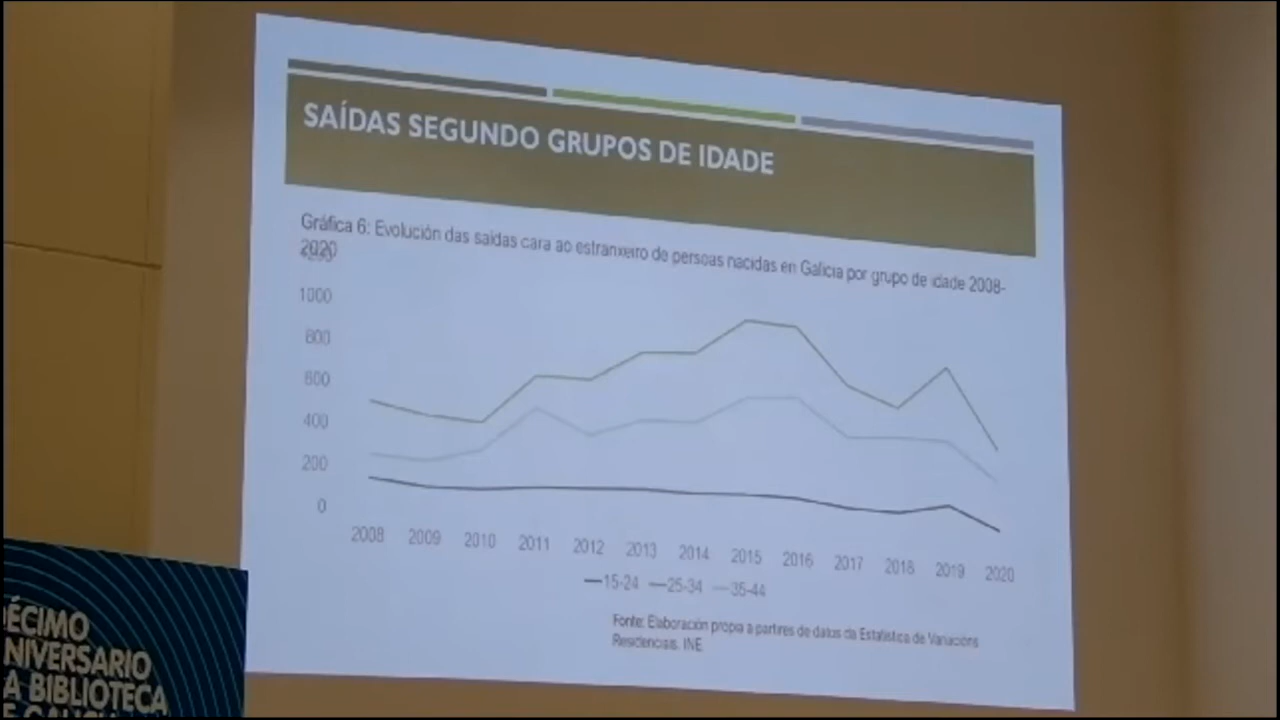 SAÍDAS SEGUNDO GRUPOS DE IDADE
Gráfica 6: Evolución das saídas cara ao estranxeiro de persoas nacidas en Galicia por grupo de idade 2008-
2020
1000
800
600
400
200
0
2008 2009 2010 2011 2012 2013 2014 2015 2016 2017 2018 2019 2020
15-24 25-34 35-44
Fonte: Elaboración propia a partires de datos da Estatística de Variacións
Residenciais. INE
DÉCIMO
ANIVERSARIO
DA BIBLIOTECA